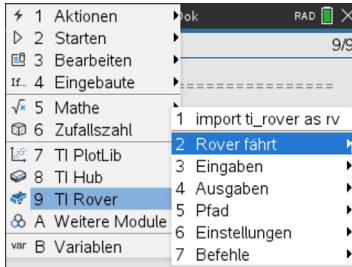 1 Aktionen
2 Starten
3 Bearbeiten
If... 4 Eingebaute
√x 5 Mathe
6 Zufallszahl
7 TI PlotLib
8 TI Hub
9 TI Rover
A Weitere Module
var B Variablen
ok RAD
9/9
================
1 import ti_rover as rv
2 Rover fährt
3 Eingaben
4 Ausgaben
5 Pfad
6 Einstellungen
7 Befehle